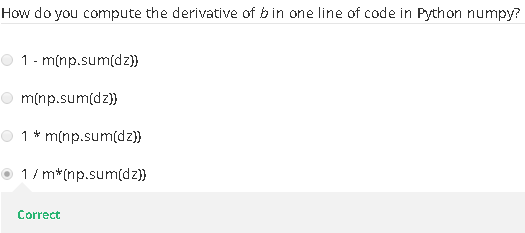 How do you compute the derivative of b in one line of code in Python numpy?
1 - m(np.sum(dz))
m(np.sum(dz))
1 * m(np.sum(dz))
1 / m*(np.sum(dz))
Correct